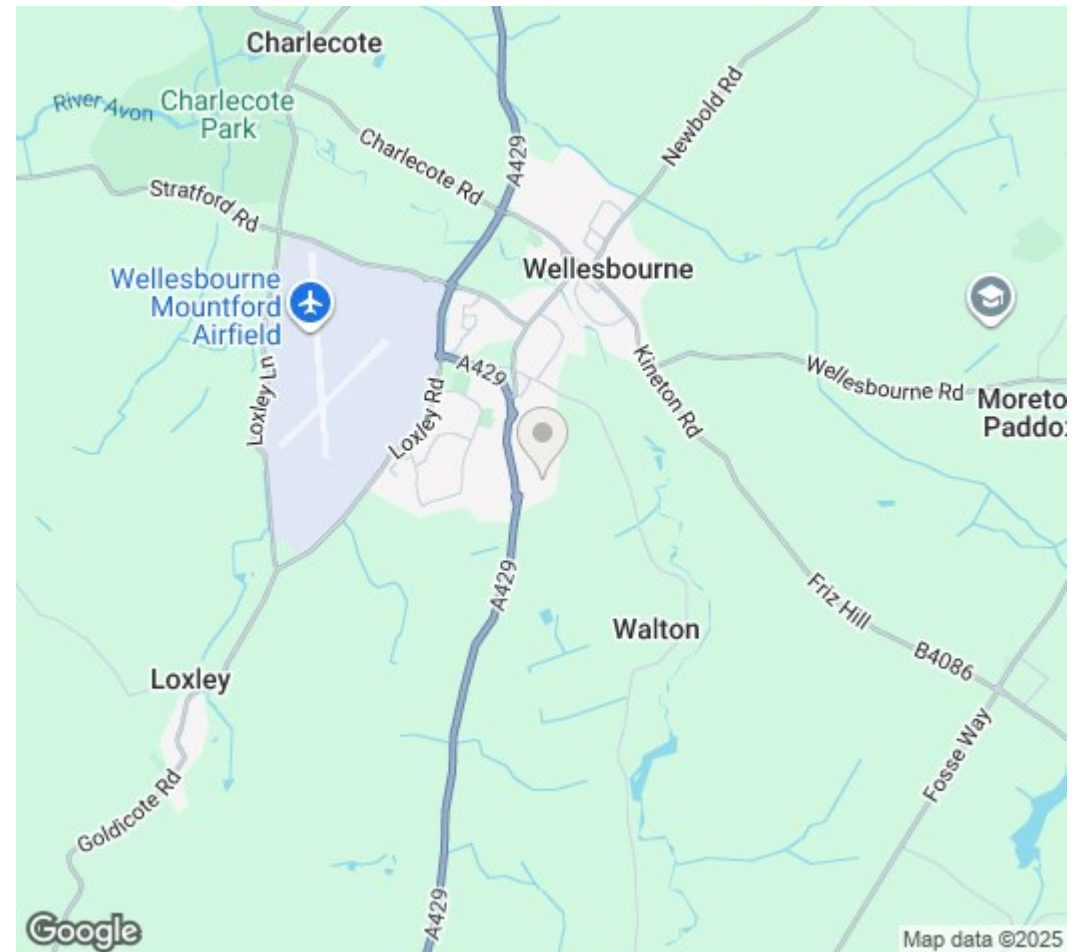 Charlecote
River Avon
Charlecote
Park
Charlecote Rd
A429
Newbold Rd
Stratford Rd
Wellesbourne
Wellesbourne
Mountford
Airfield
A429
Loxley Ln
Loxley Rd
Kineton Rd
Wellesbourne Rd
Moreto
Paddox
A429
Friz Hill
Walton
B4086
Loxley
Fosse Way
Goldicote Rd
A429
Google
Map data ©2025